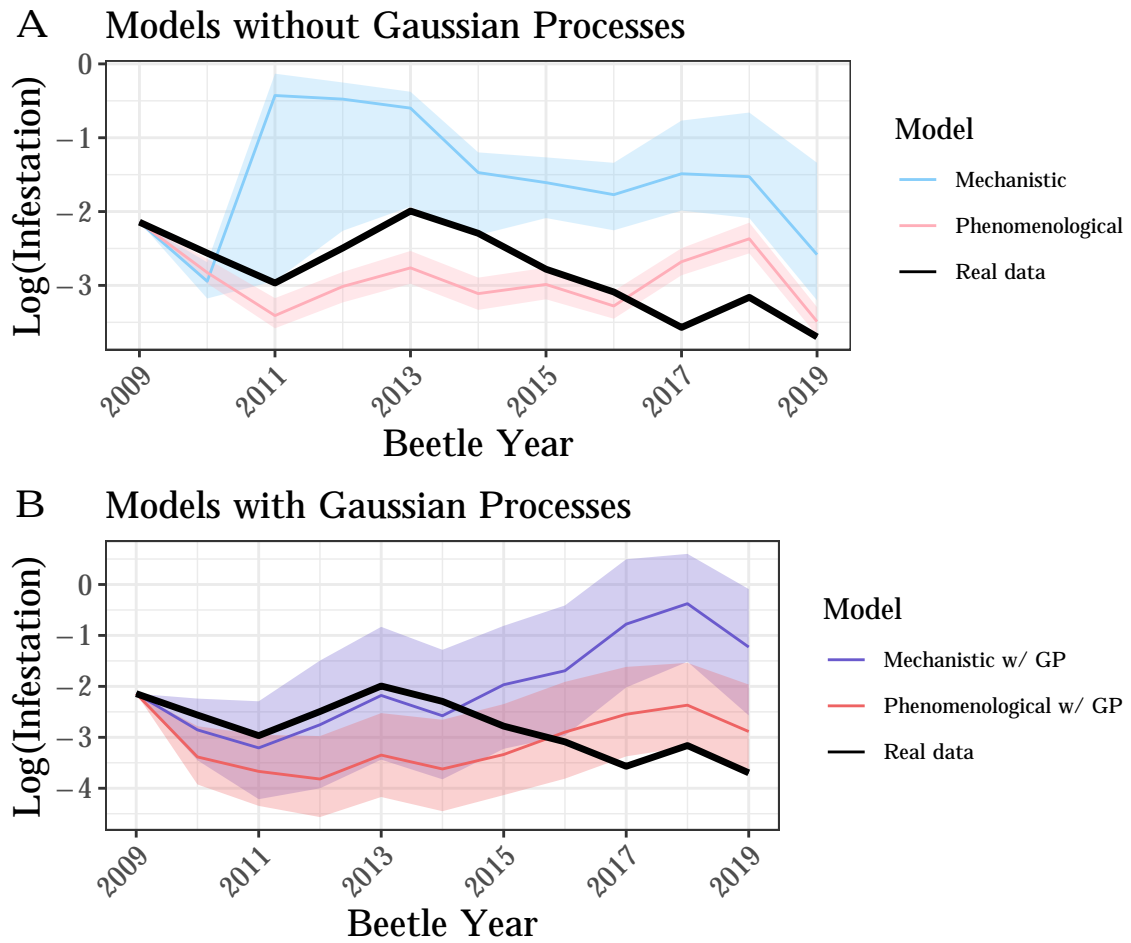 A Models without Gaussian Processes
Log(Infestation)
0
−1
−2
−3
2009
2011
2013
2015
2017
2019
Beetle Year
Model
Mechanistic
Phenomenological
Real data
B Models with Gaussian Processes
Log(Infestation)
0
−1
−2
−3
−4
2009
2011
2013
2015
2017
2019
Beetle Year
Model
Mechanistic w/ GP
Phenomenological w/ GP
Real data